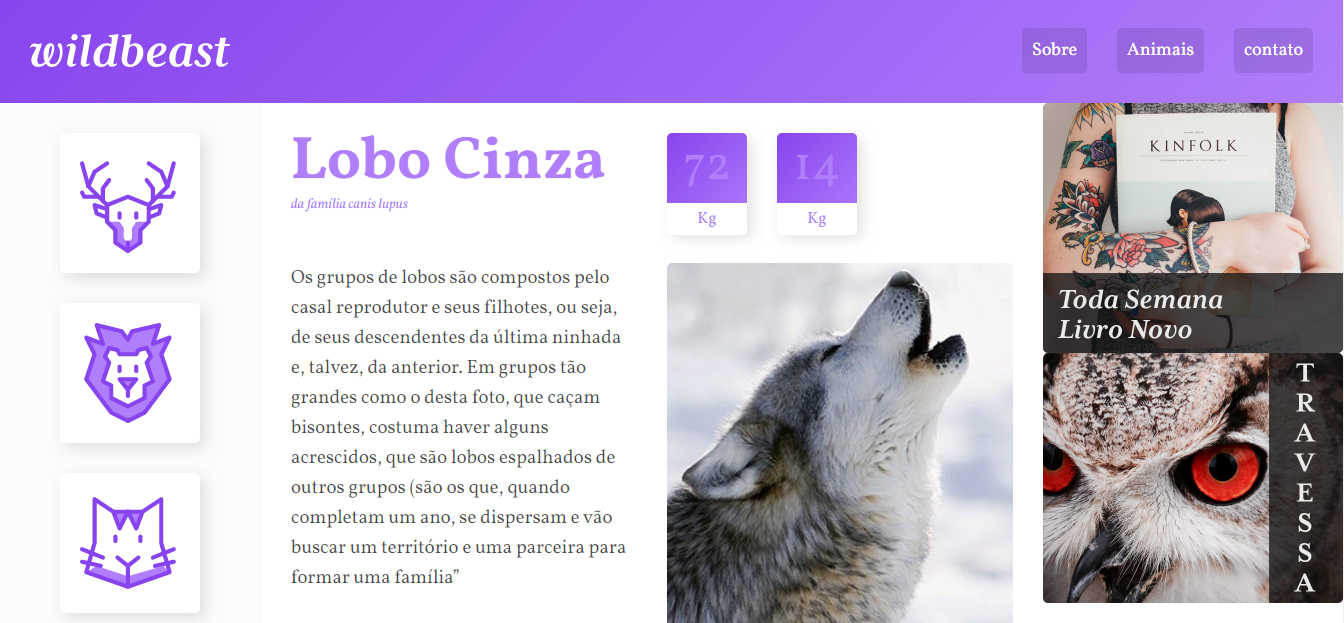 wildbeast
Sobre
Animais
contato
Lobo Cinza
da família canis lupus
Os grupos de lobos são compostos pelo
casal reprodutor e seus filhotes, ou seja,
de seus descendentes da última ninhada
e, talvez, da anterior. Em grupos tão
grandes como o desta foto, que caçam
bisontes, costuma haver alguns
acrescidos, que são lobos espalhados de
outros grupos (são os que, quando
completam um ano, se dispersam e vão
buscar um território e uma parceira para
formar uma família”
72
Kg
14
Kg
KINFOLK
Toda Semana
Livro Novo
TRAVESSA